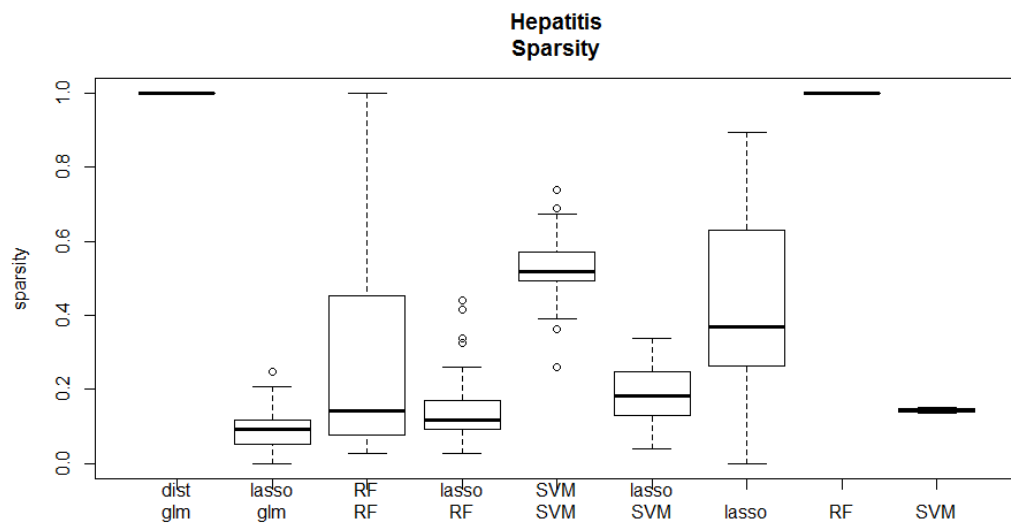 Hepatitis
Sparsity
sparsity
1.0
0.8
0.6
0.4
0.2
0.0
dist lasso RF lasso SVM lasso
glm glm RF RF SVM SVM lasso RF SVM